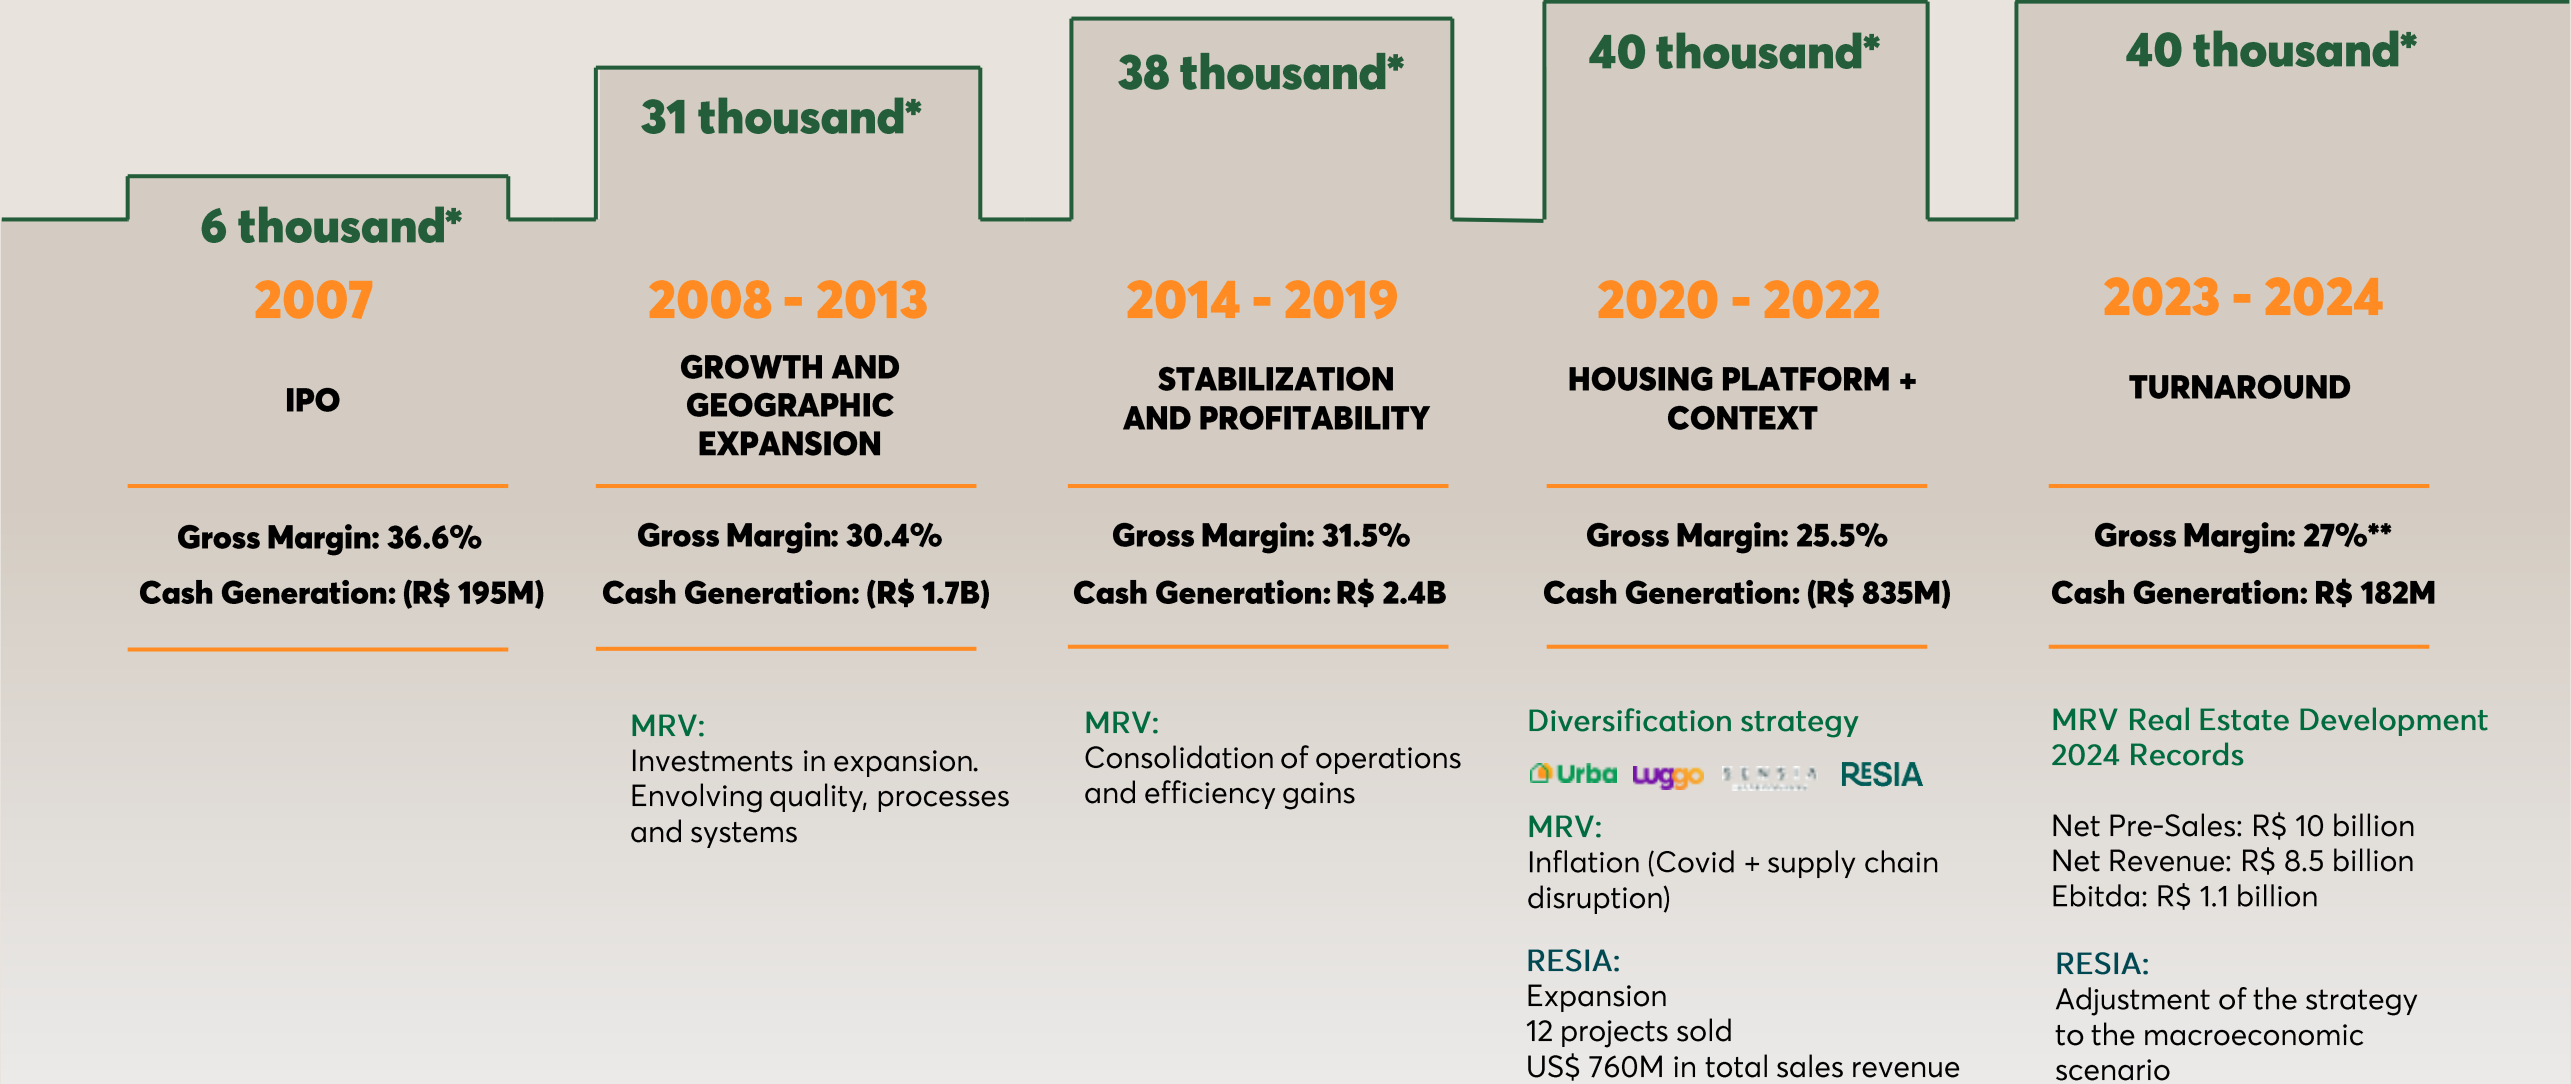 6 thousand*
2007
IPO
Gross Margin: 36.6%
Cash Generation: (R$ 195M)
31 thousand*
2008 - 2013
GROWTH AND
GEOGRAPHIC
EXPANSION
Gross Margin: 30.4%
Cash Generation: (R$ 1.7B)
MRV:
Investments in expansion.
Envolving quality, processes
and systems
38 thousand*
2014 - 2019
STABILIZATION
AND PROFITABILITY
Gross Margin: 31.5%
Cash Generation: R$ 2.4B
MRV:
Consolidation of operations
and efficiency gains
40 thousand*
2020 - 2022
HOUSING PLATFORM +
CONTEXT
Gross Margin: 25.5%
Cash Generation: (R$ 835M)
Diversification strategy
Urba Luggo SENSIA RESIA
MRV:
Inflation (Covid + supply chain
disruption)
RESIA:
Expansion
12 projects sold
US$ 760M in total sales revenue
40 thousand*
2023 - 2024
TURNAROUND
Gross Margin: 27%**
Cash Generation: R$ 182M
MRV Real Estate Development
2024 Records
Net Pre-Sales: R$ 10 billion
Net Revenue: R$ 8.5 billion
Ebitda: R$ 1.1 billion
RESIA:
Adjustment of the strategy
to the macroeconomic
scenario